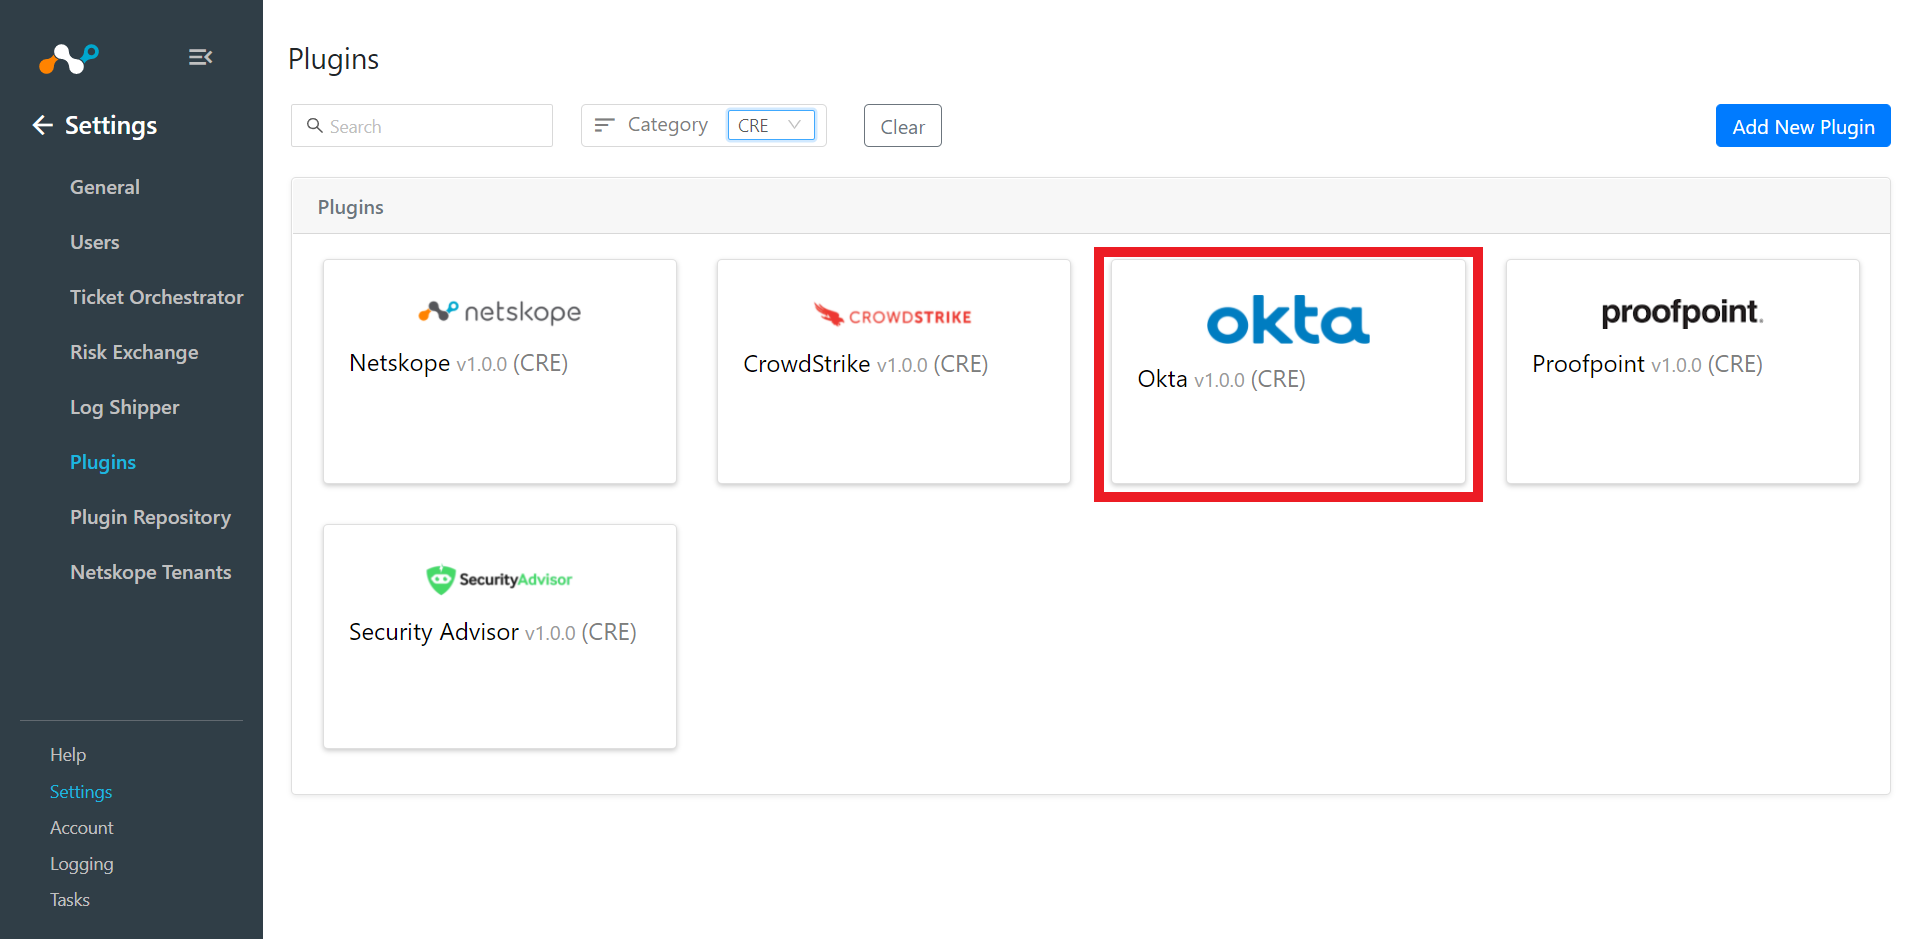 Settings
General
Users
Ticket Orchestrator
Risk Exchange
Log Shipper
Plugins
Plugin Repository
Netskope Tenants
Help
Settings
Account
Logging
Tasks
Plugins
Search
Category CRE
Clear
Add New Plugin
Plugins
netskope
Netskope v1.0.0 (CRE)
CROWDSTRIKE
CrowdStrike v1.0.0 (CRE)
okta
Okta v1.0.0 (CRE)
proofpoint.
Proofpoint v1.0.0 (CRE)
SecurityAdvisor
Security Advisor v1.0.0 (CRE)